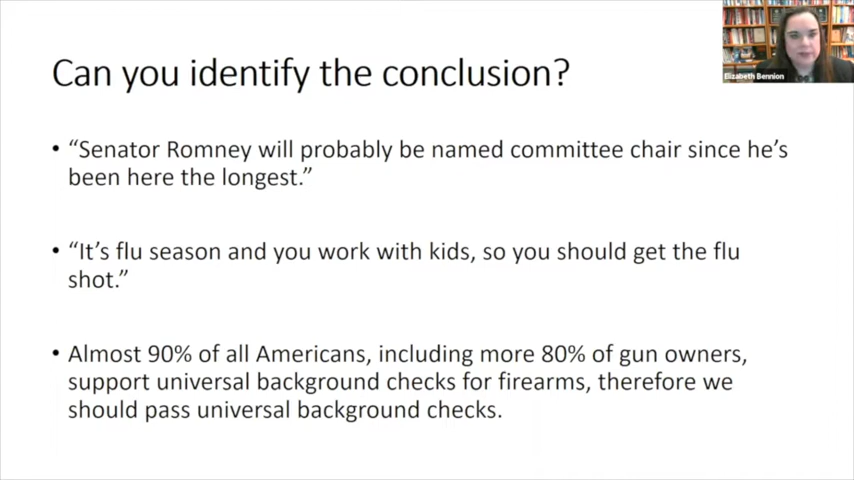 Can you identify the conclusion?
Elizabeth Bennion
• “Senator Romney will probably be named committee chair since he’s
been here the longest.”
• “It’s flu season and you work with kids, so you should get the flu
shot.”
• Almost 90% of all Americans, including more 80% of gun owners,
support universal background checks for firearms, therefore we
should pass universal background checks.